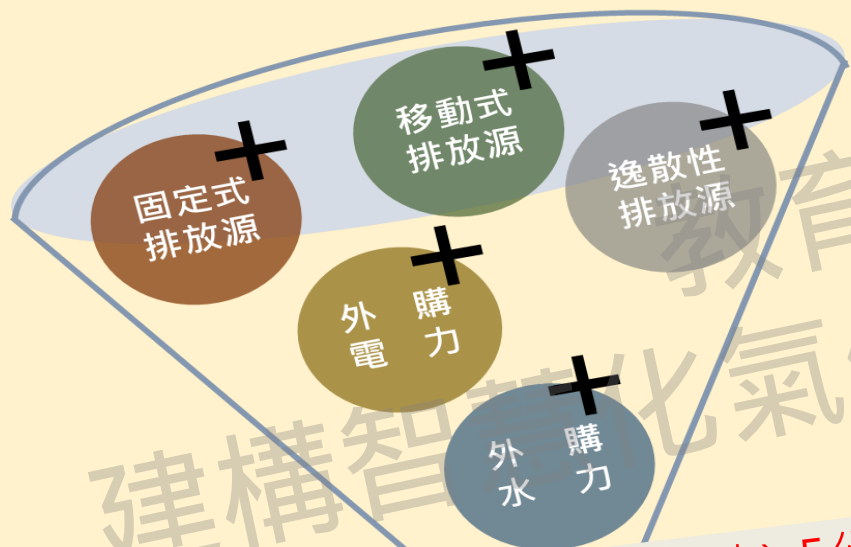 移動式
排放源
固定式
排放源
逸散性
排放源
外 購
電 力
外 購
水 力
教育
建構智慧化氣